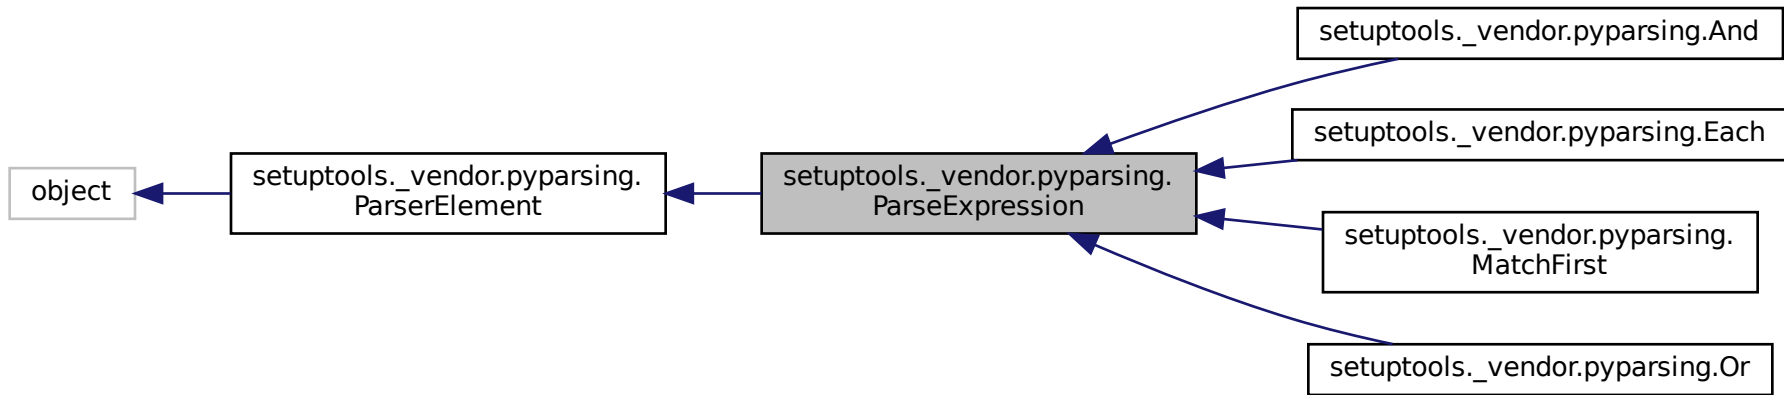 object
setuptools._vendor.pyparsing.
ParserElement
setuptools._vendor.pyparsing.
ParseExpression
setuptools._vendor.pyparsing.And
setuptools._vendor.pyparsing.Each
setuptools._vendor.pyparsing.
MatchFirst
setuptools._vendor.pyparsing.Or